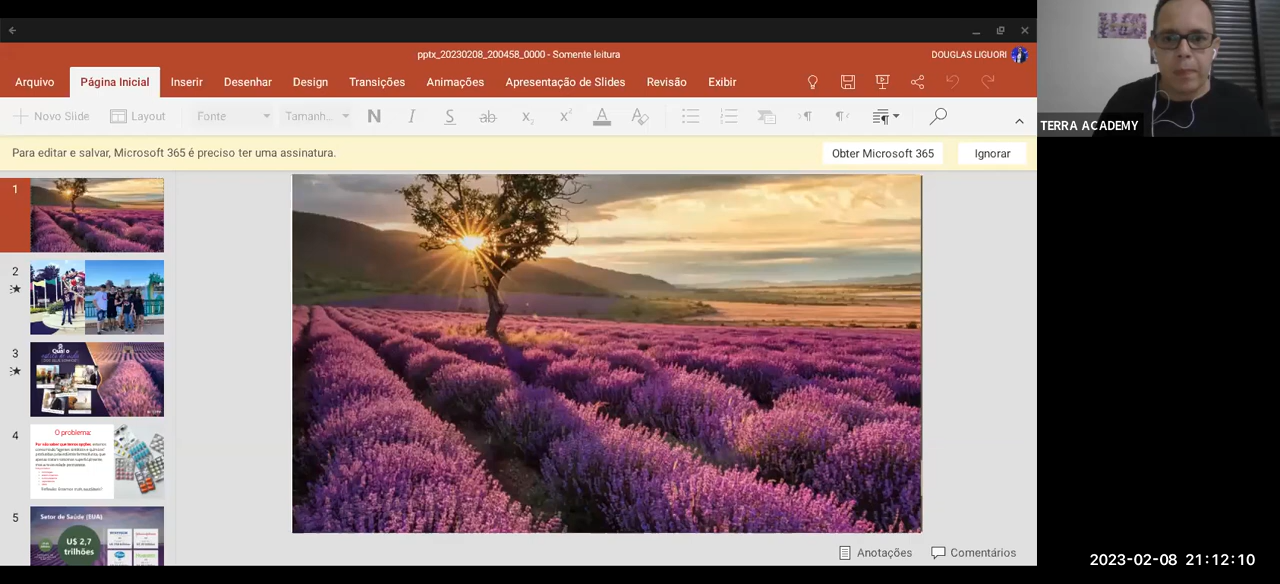 pptx_20230208_200458_0000 - Somente leitura
DOUGLAS LIGUORI
Arquivo Página Inicial Inserir Desenhar Design Transições Animações Apresentação de Slides Revisão Exibir
Novo Slide Layout Fonte Tamanh...
Para editar e salvar, Microsoft 365 é preciso ter uma assinatura.
Obter Microsoft 365 Ignorar
TERRA ACADEMY
1
2
3
Qual o
4
O problema:
5
Setor de Saúde (EUA)
U$ 2,7
trilhões
Anotações Comentários
2023-02-08 21:12:10